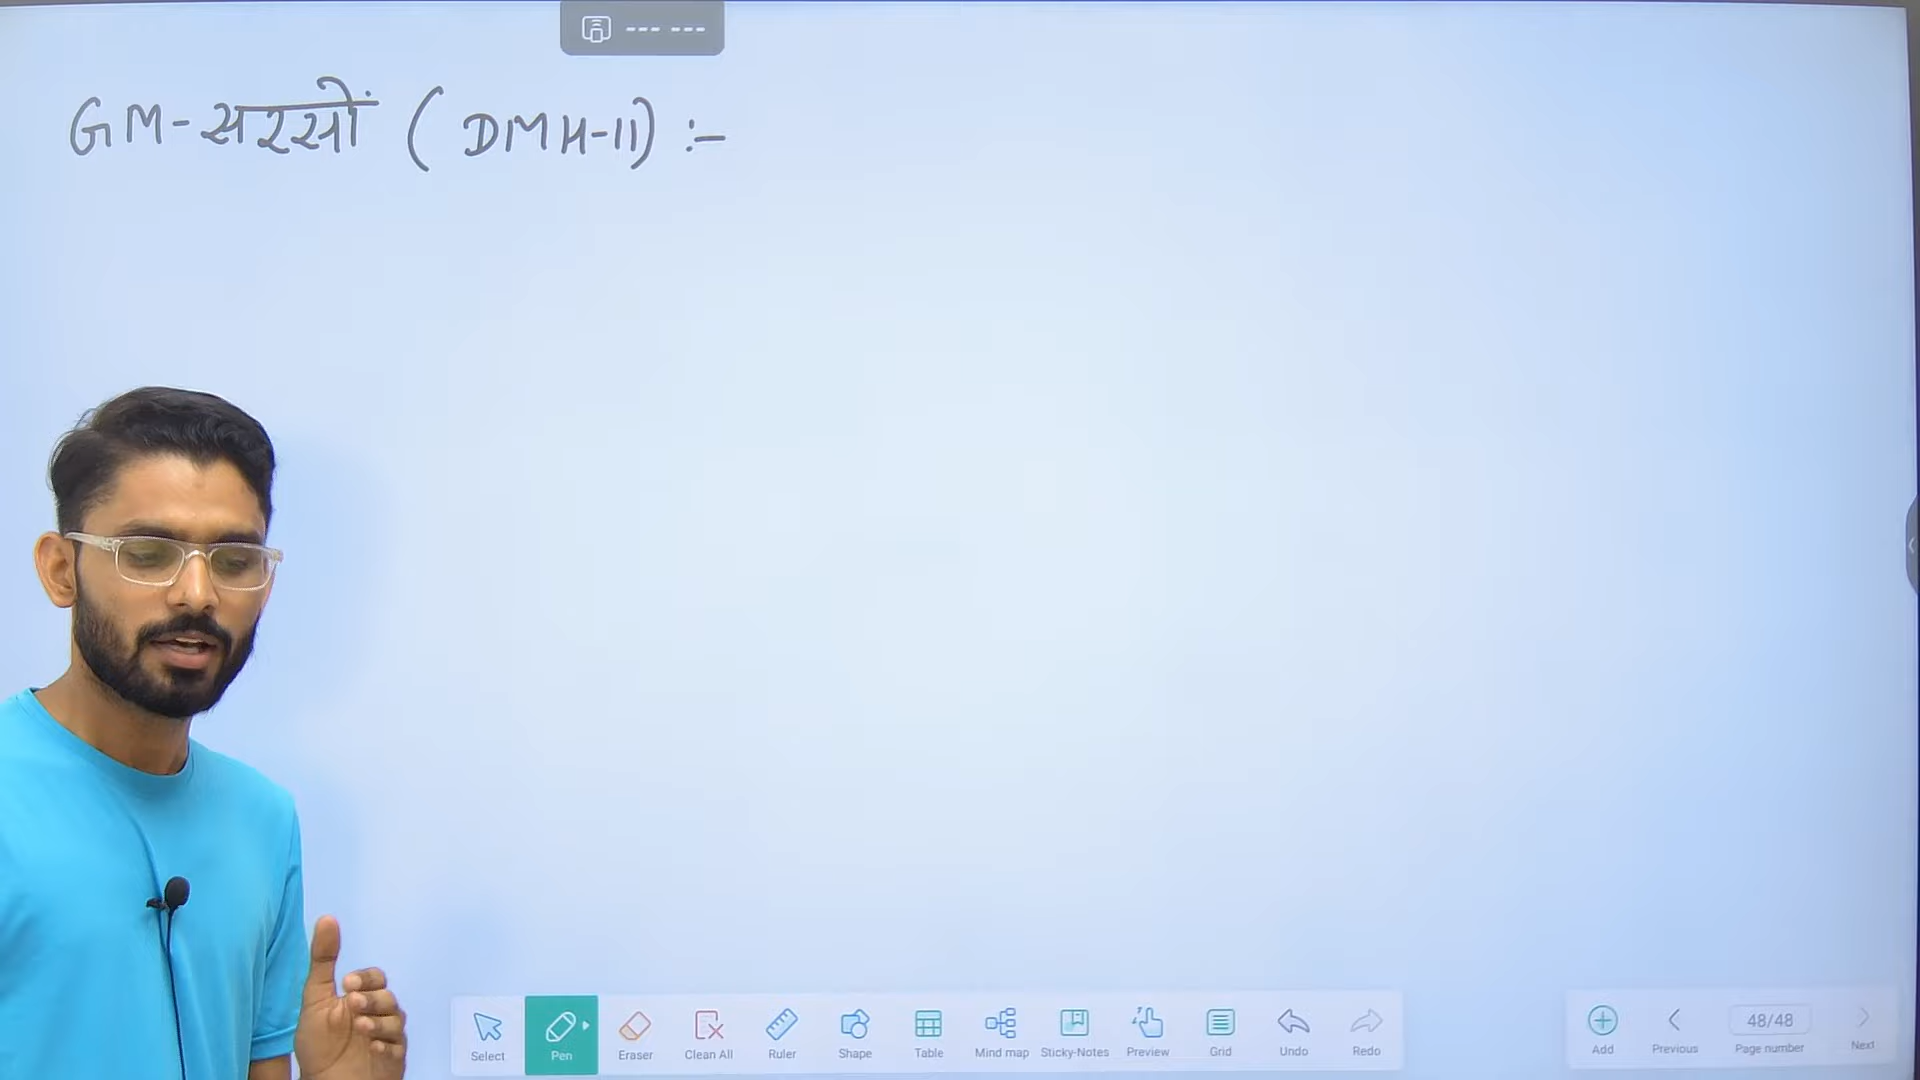 --- ---
GM-सरसों ( DMH-11) :-
Select
Pen
Eraser
Clean All
Ruler
Shape
Table
Mind map
Sticky-Notes
Preview
Grid
Undo
Redo
Add
Previous
48/48
Page number
Next